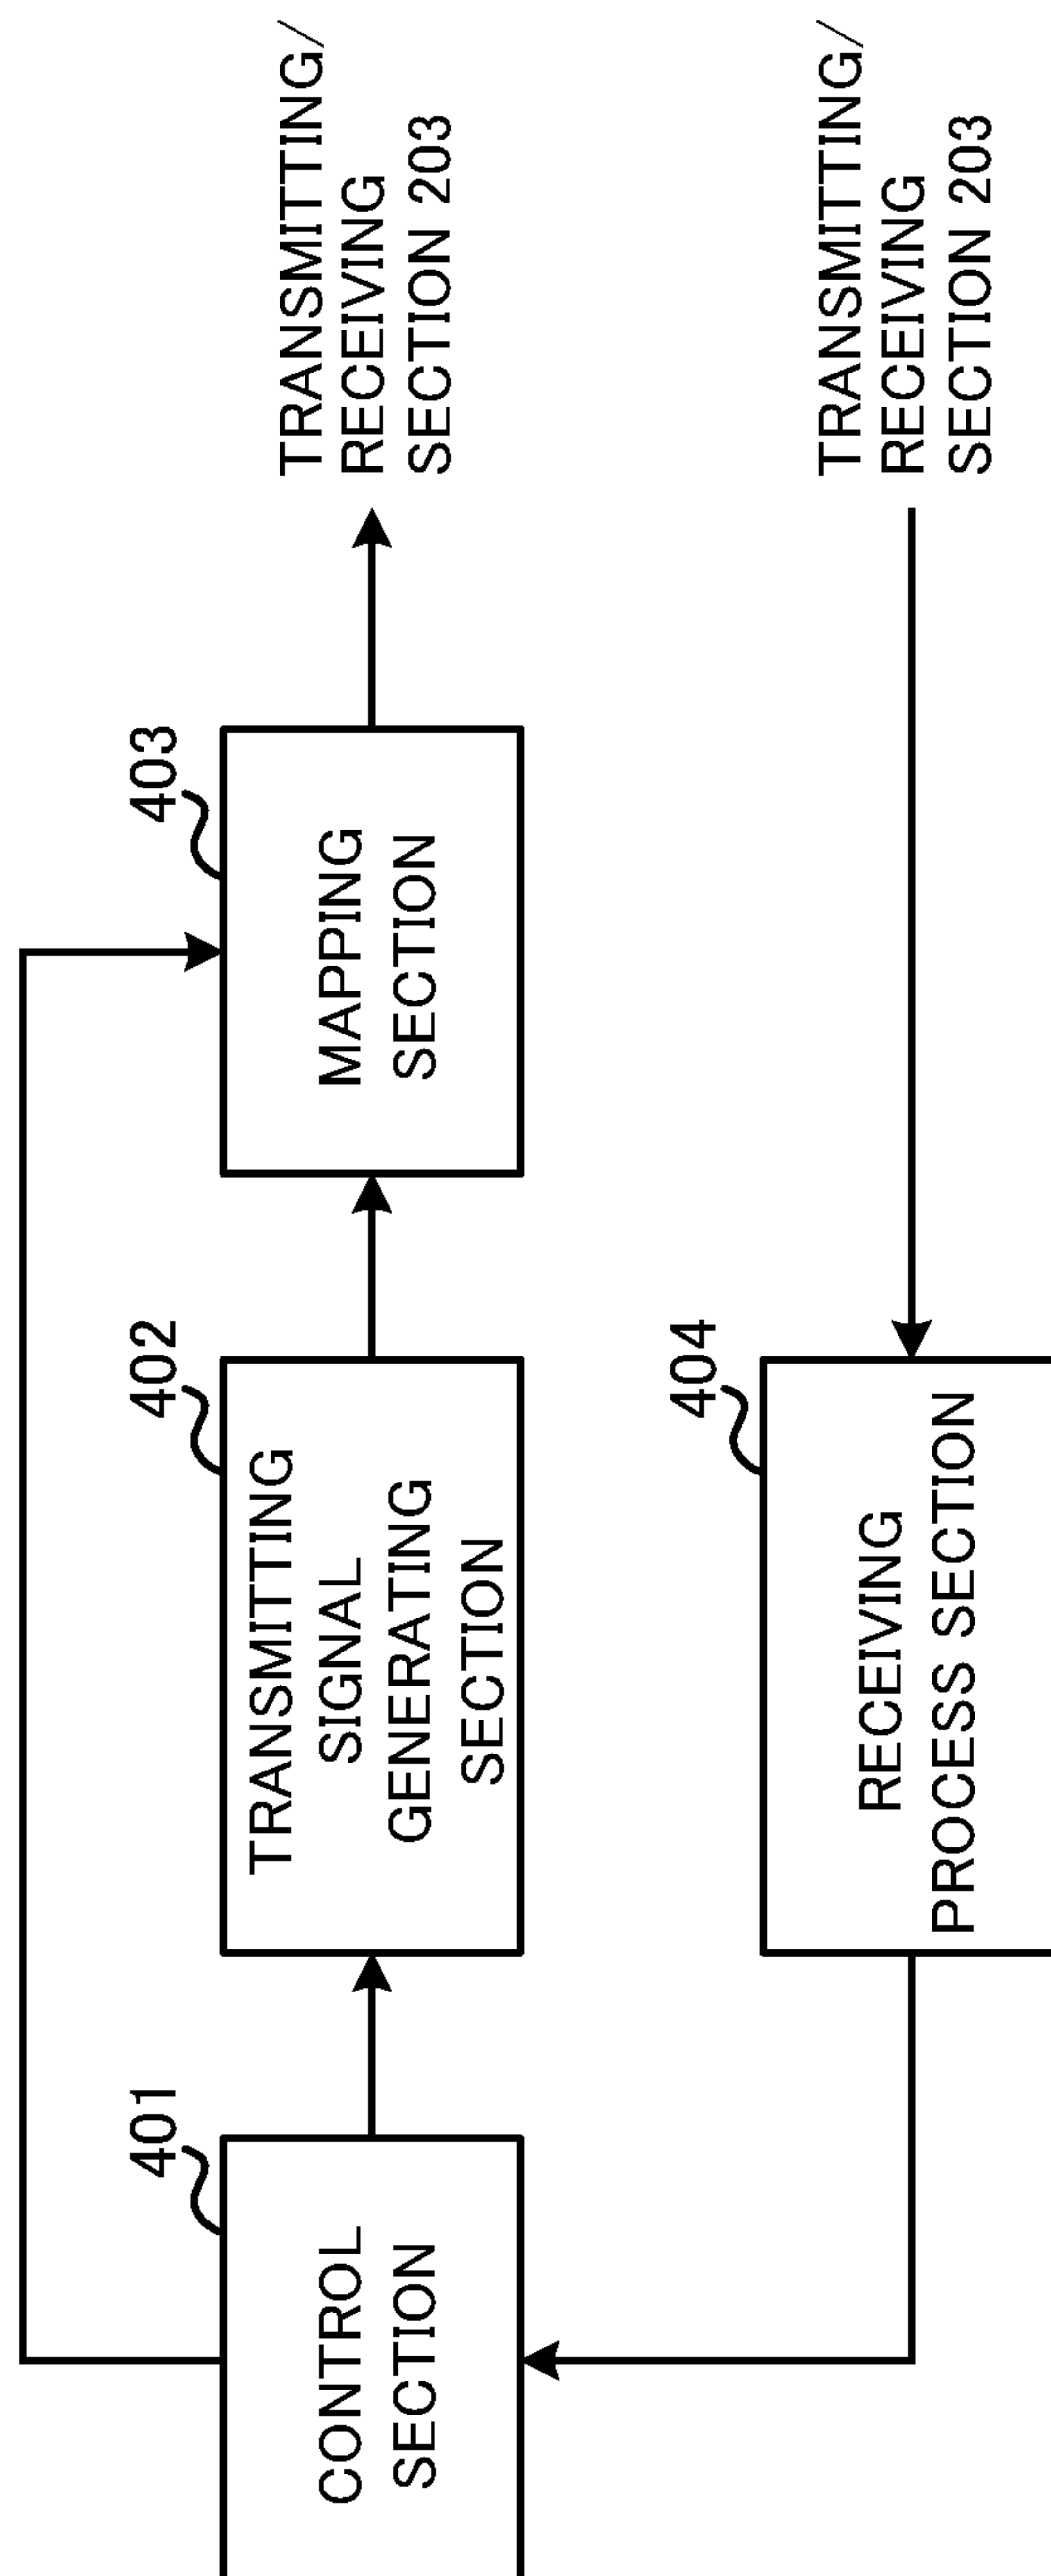 401
CONTROL
SECTION
402
TRANSMITTING
SIGNAL
GENERATING
SECTION
403
MAPPING
SECTION
TRANSMITTING/
RECEIVING
SECTION 203
404
RECEIVING
PROCESS SECTION
TRANSMITTING/
RECEIVING
SECTION 203